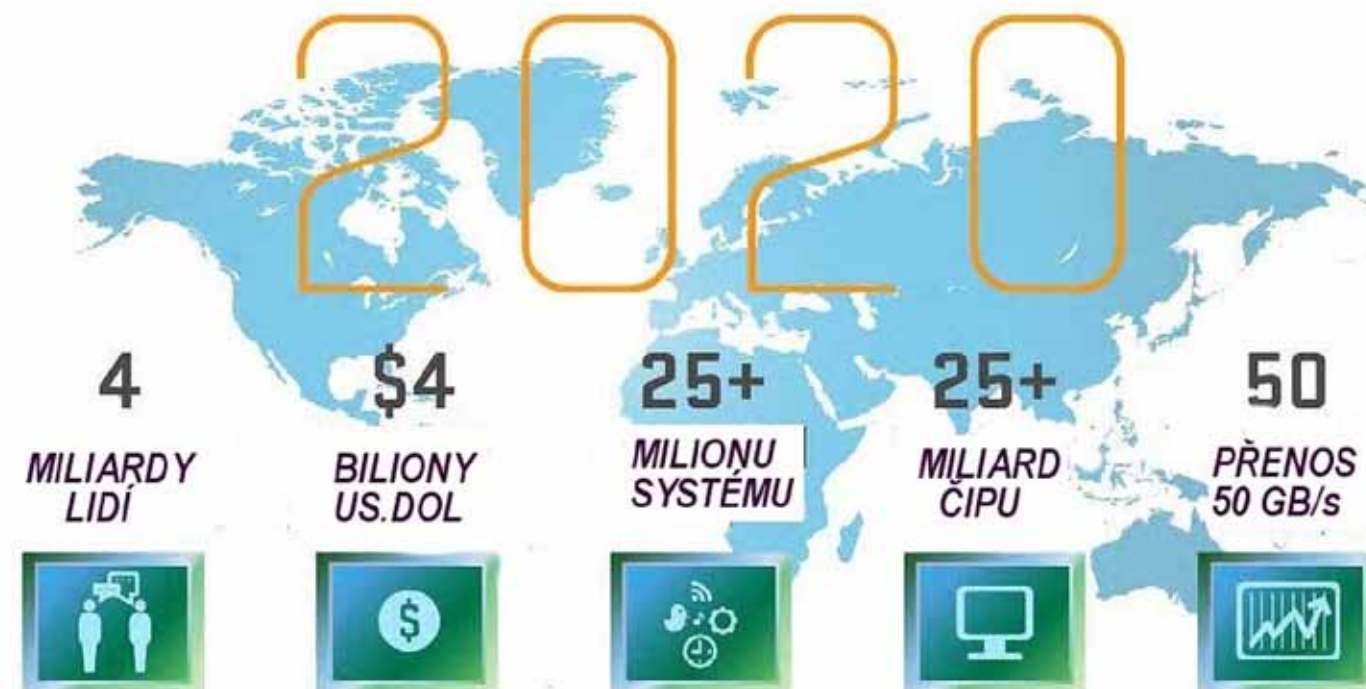 2020
4
MILIARDY
LIDÍ
$4
BILIONY
US.DOL
25+
MILIONU
SYSTÉMU
25+
MILIARD
ČIPU
50
PŘENOS
50 GB/s
$